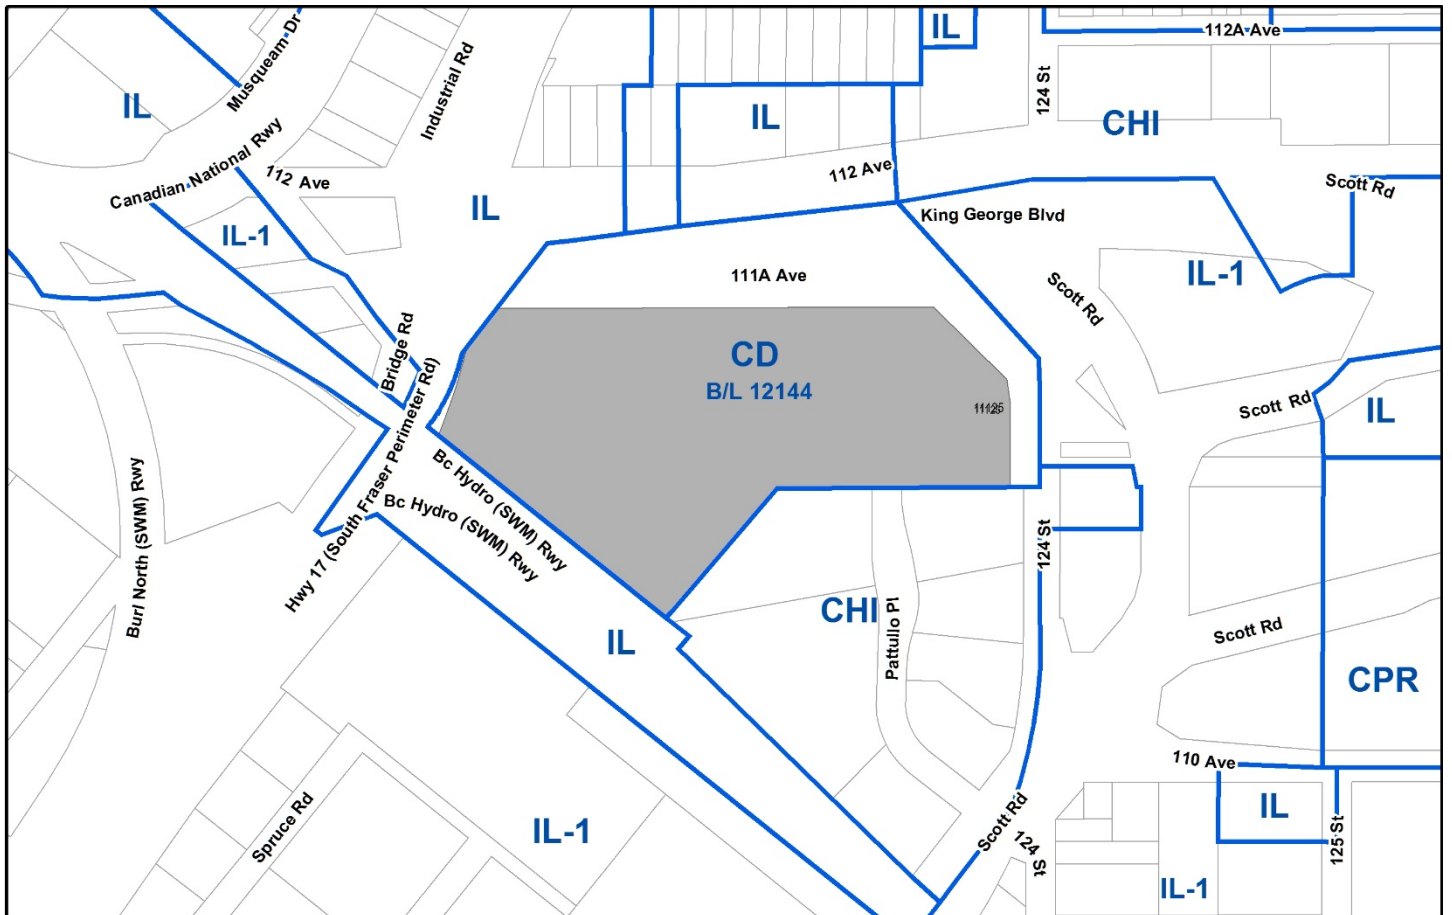 IL
112A Ave
Musqueam Dr
Industrial Rd
124 St
IL
IL
CHI
Canadian National Rwy
112 Ave
112 Ave
Scott Rd
IL
King George Blvd
IL-1
111A Ave
IL-1
Scott Rd
Bridge Rd
CD
B/L 12144
Scott Rd
IL
Hwy 17 (South Fraser Perimeter Rd)
Bc Hydro (SWM) Rwy
Bc Hydro (SWM) Rwy
Burl North (SWM) Rwy
124 St
CHI
Pattullo Pl
IL
Scott Rd
CPR
110 Ave
IL
Spruce Rd
IL-1
Scott Rd
124 St
125 St
IL-1